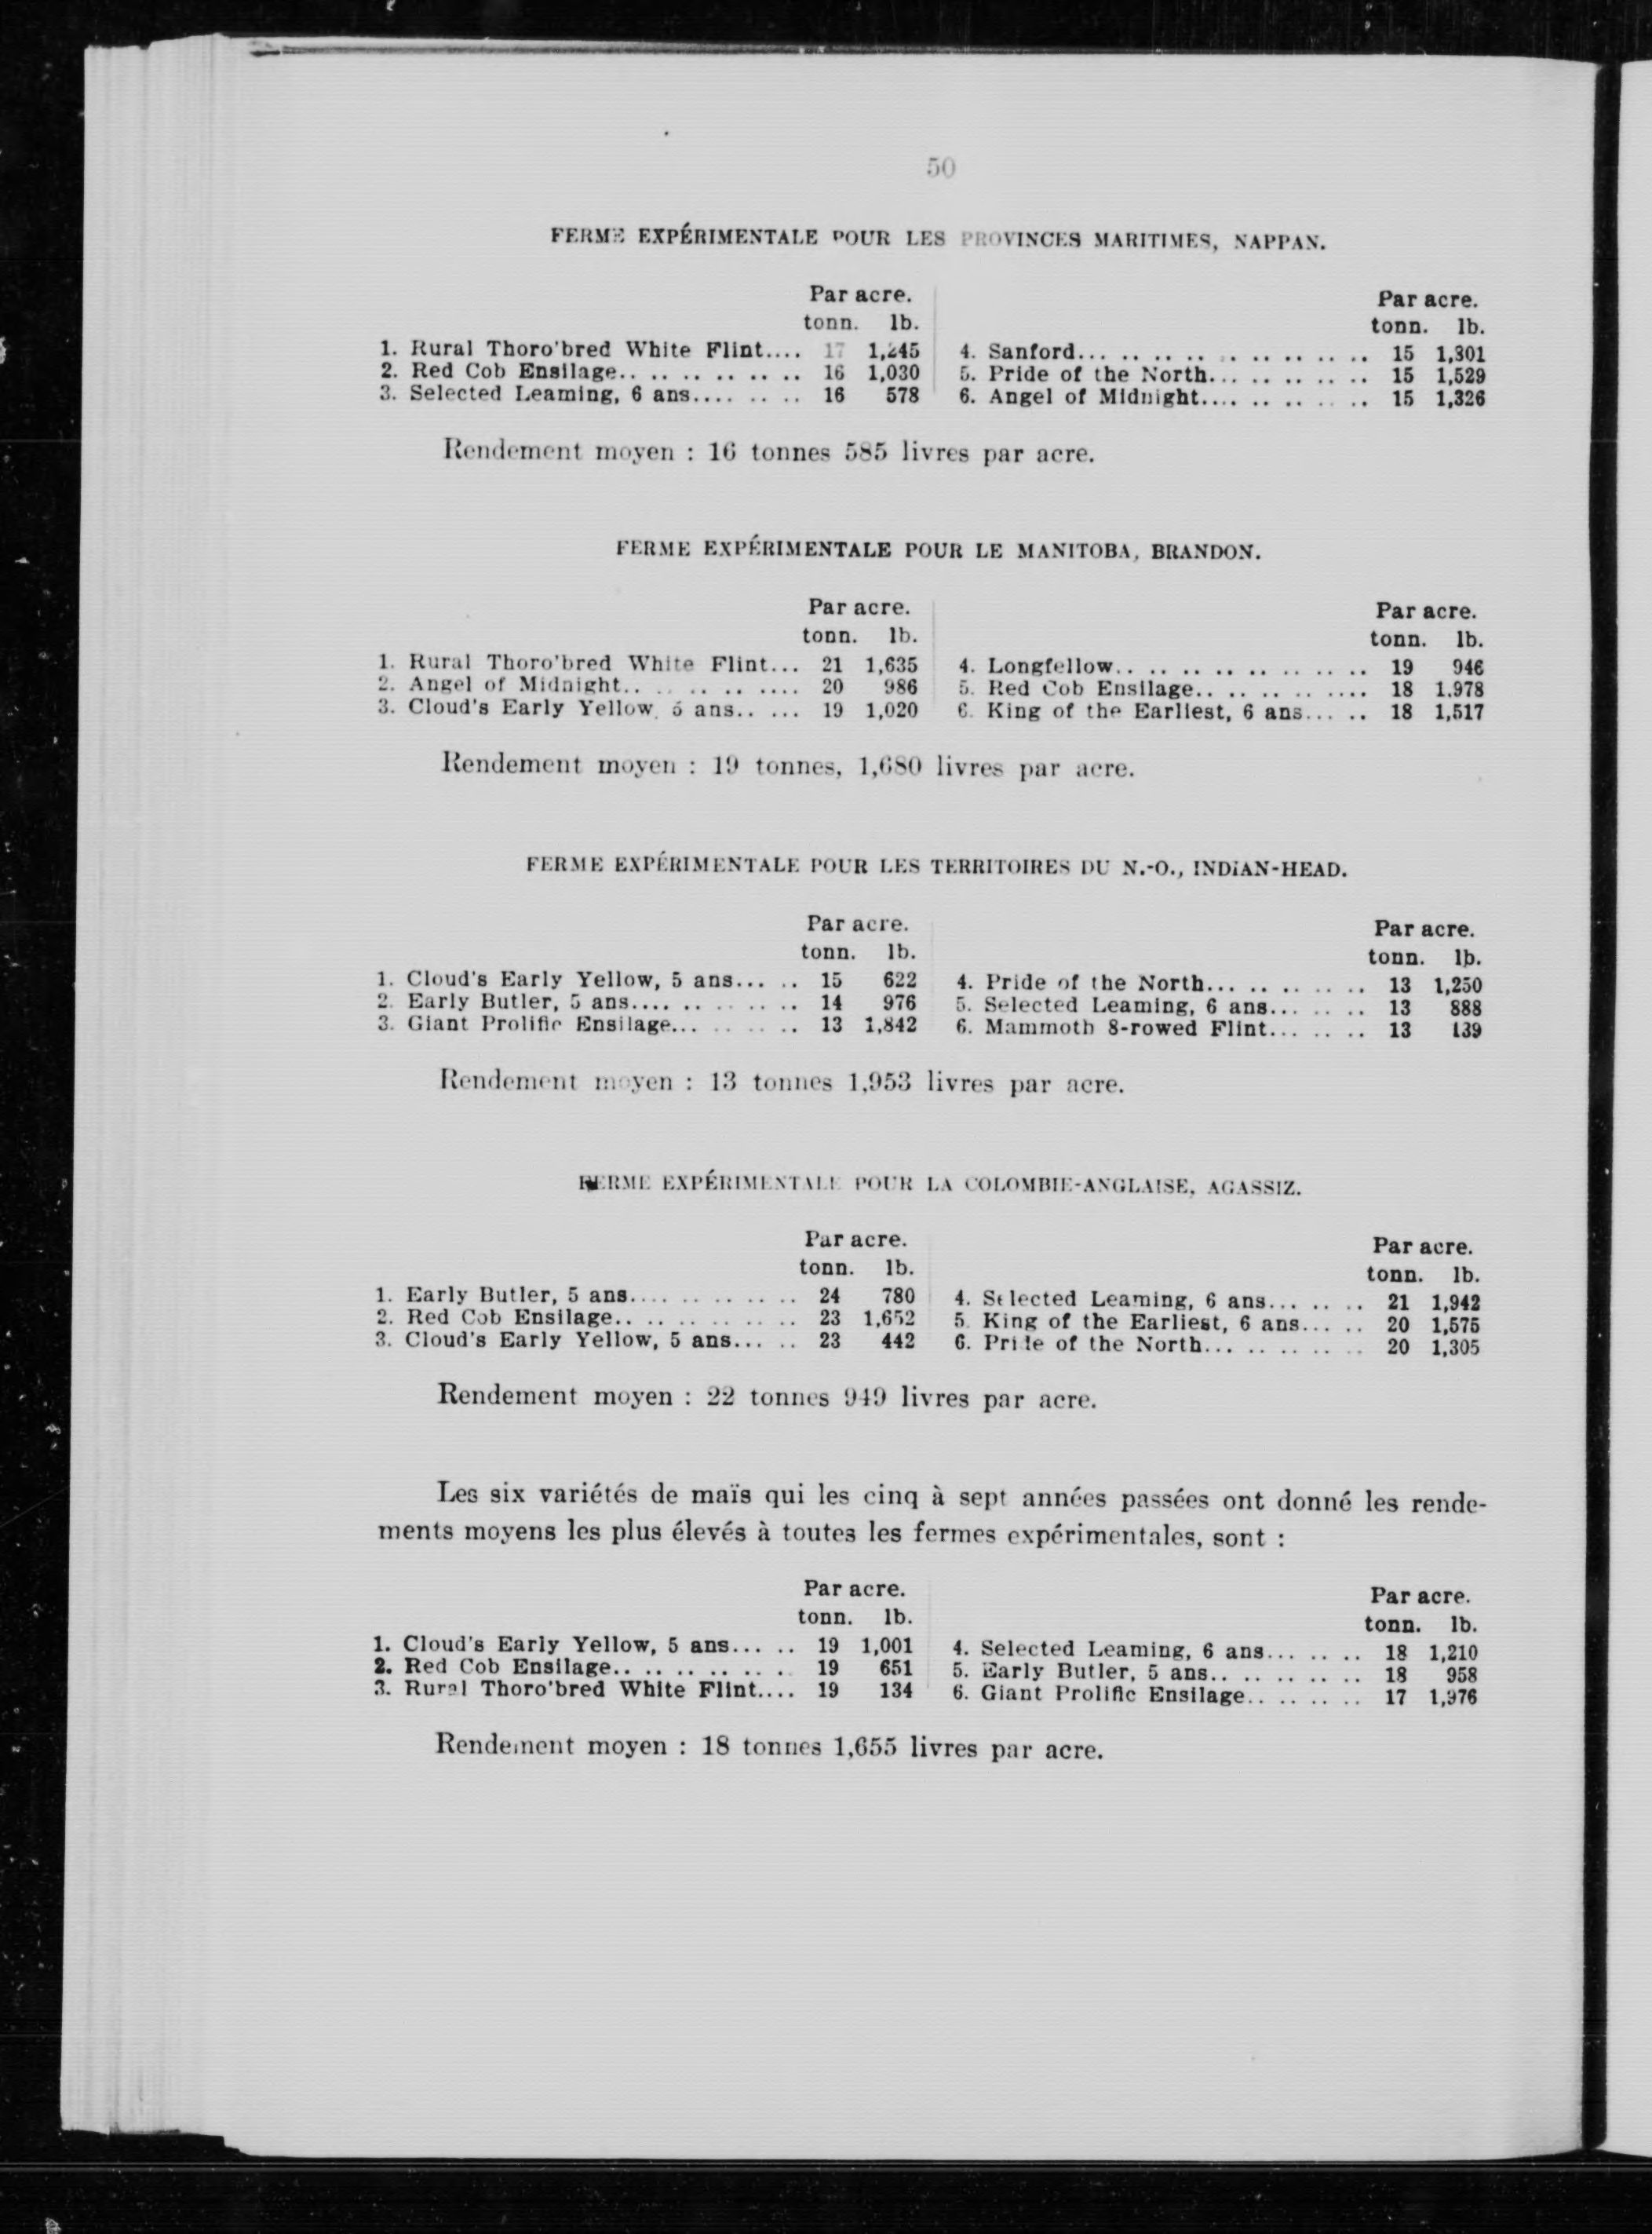 50
FERME EXPÉRIMENTALE POUR LES PROVINCES MARITIMES, NAPPAN.
Par acre.
tonn. lb.
1. Rural Thoro'bred White Flint.... 17 1,245
2. Red Cob Ensilage.. .. .. .. .. .. .. 16 1,030
3. Selected Leaming, 6 ans.... .. .. .. 16 578
Par acre.
tonn. lb.
4. Sanford... .. .. .. .. .. .. .. .. .. .. 15 1,301
5. Pride of the North... .. .. .. .. .. 15 1,529
6. Angel of Midnight.... .. .. .. .. .. 15 1,326
Rendement moyen : 16 tonnes 585 livres par acre.
FERME EXPÉRIMENTALE POUR LE MANITOBA, BRANDON.
Par acre.
tonn. lb.
1. Rural Thoro'bred White Flint... 21 1,635
2. Angel of Midnight.. .. .. .. .. .... 20 986
3. Cloud's Early Yellow, 5 ans.. ... 19 1,020
Par acre.
tonn. lb.
4. Longfellow.. .. .. .. .. .. .. .. .. .. 19 946
5. Red Cob Ensilage.. .. .. .. .. .... 18 1.978
6. King of the Earliest, 6 ans... .. 18 1,517
Rendement moyen : 19 tonnes, 1,680 livres par acre.
FERME EXPÉRIMENTALE POUR LES TERRITOIRES DU N.-O., INDIAN-HEAD.
Par acre.
tonn. lb.
1. Cloud's Early Yellow, 5 ans... .. 15 622
2. Early Butler, 5 ans.... .. .. .. .. .. 14 976
3. Giant Prolific Ensilage... .. .. .. .. 13 1,842
Par acre.
tonn. lb.
4. Pride of the North... .. .. .. .. .. 13 1,250
5. Selected Leaming, 6 ans... .. .. .. 13 888
6. Mammoth 8-rowed Flint... .. .. .. 13 139
Rendement moyen : 13 tonnes 1,953 livres par acre.
FERME EXPÉRIMENTALE POUR LA COLOMBIE-ANGLAISE, AGASSIZ.
Par acre.
tonn. lb.
1. Early Butler, 5 ans.... .. .. .. .. .. 24 780
2. Red Cob Ensilage.. .. .. .. .. .. .. 23 1,652
3. Cloud's Early Yellow, 5 ans... .. 23 442
Par acre.
tonn. lb.
4. Selected Leaming, 6 ans... .. .. .. 21 1,942
5. King of the Earliest, 6 ans... .. 20 1,575
6. Pride of the North... .. .. .. .. .. 20 1,305
Rendement moyen : 22 tonnes 949 livres par acre.
Les six variétés de maïs qui les cinq à sept années passées ont donné les rende-
ments moyens les plus élevés à toutes les fermes expérimentales, sont :
Par acre.
tonn. lb.
1. Cloud's Early Yellow, 5 ans... .. 19 1,001
2. Red Cob Ensilage.. .. .. .. .. .. .. 19 651
3. Rural Thoro'bred White Flint.... 19 134
Par acre.
tonn. lb.
4. Selected Leaming, 6 ans... .. .. .. 18 1,210
5. Early Butler, 5 ans.. .. .. .. .. .. 18 958
6. Giant Prolific Ensilage.. .. .. .. .. 17 1,976
Rendement moyen : 18 tonnes 1,655 livres par acre.